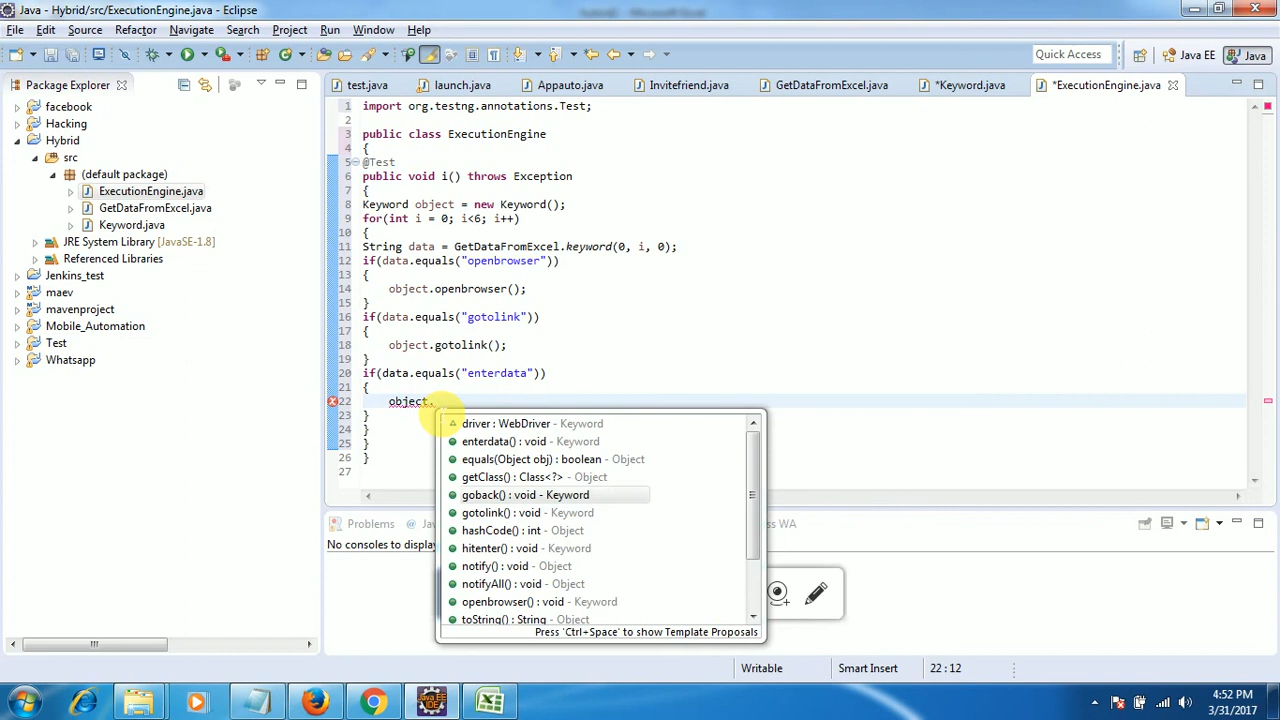 Java - Hybrid/src/ExecutionEngine.java - Eclipse
File Edit Source Refactor Navigate Search Project Run Window Help
Quick Access
Java EE
Java
Package Explorer
facebook
Hacking
Hybrid
src
(default package)
ExecutionEngine.java
GetDataFromExcel.java
Keyword.java
JRE System Library [JavaSE-1.8]
Referenced Libraries
Jenkins_test
maev
mavenproject
Mobile_Automation
Test
Whatsapp
test.java launch.java Appauto.java Invitefriend.java GetDataFromExcel.java *Keyword.java *ExecutionEngine.java
1 import org.testng.annotations.Test;
2
3 public class ExecutionEngine
4 {
5 @Test
6 public void i() throws Exception
7 {
8 Keyword object = new Keyword();
9 for(int i = 0; i<6; i++)
10 {
11 String data = GetDataFromExcel.keyword(0, i, 0);
12 if(data.equals("openbrowser"))
13 {
14 object.openbrowser();
15 }
16 if(data.equals("gotolink"))
17 {
18 object.gotolink();
19 }
20 if(data.equals("enterdata"))
21 {
22 object.
23 }
24 }
25 }
26 }
27
driver : WebDriver - Keyword
enterdata() : void - Keyword
equals(Object obj) : boolean - Object
getClass() : Class<?> - Object
goback() : void - Keyword
gotolink() : void - Keyword
hashCode() : int - Object
hitenter() : void - Keyword
notify() : void - Object
notifyAll() : void - Object
openbrowser() : void - Keyword
toString() : String - Object
Press 'Ctrl+Space' to show Template Proposals
Problems
No consoles to display
Writable Smart Insert 22 : 12
4:52 PM
3/31/2017